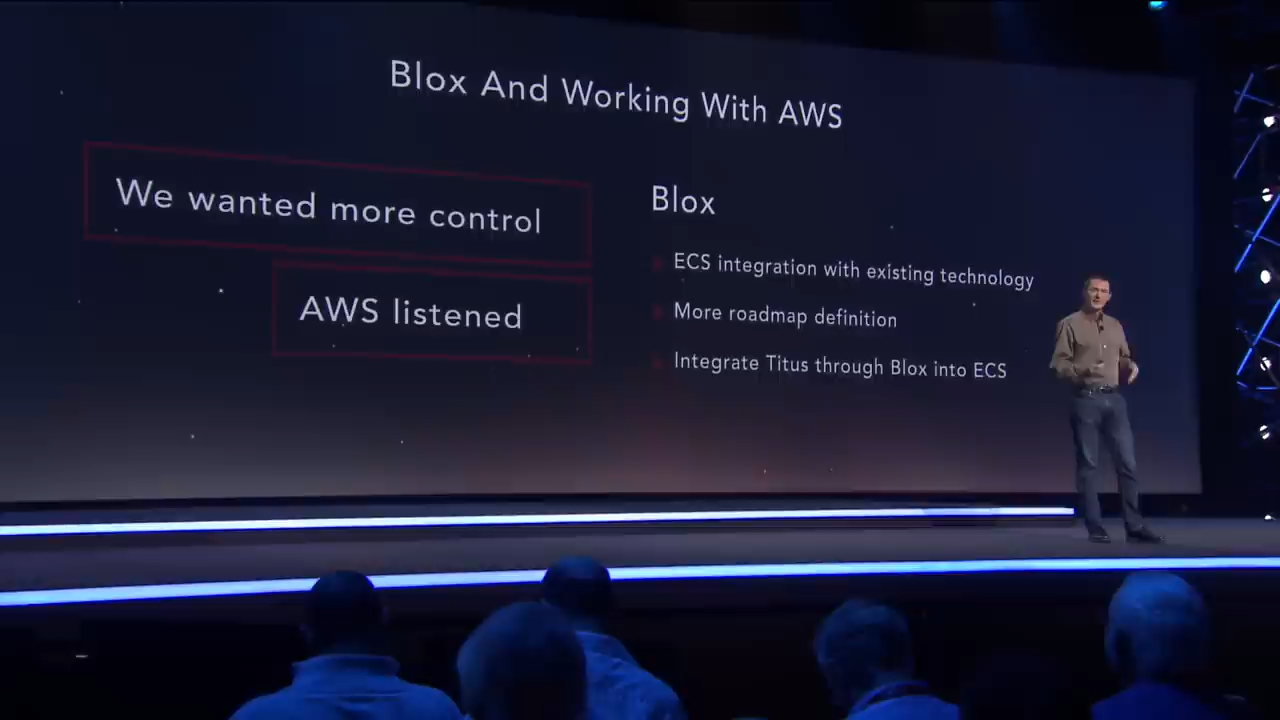 Blox And Working With AWS
We wanted more control
AWS listened
Blox
ECS integration with existing technology
More roadmap definition
Integrate Titus through Blox into ECS